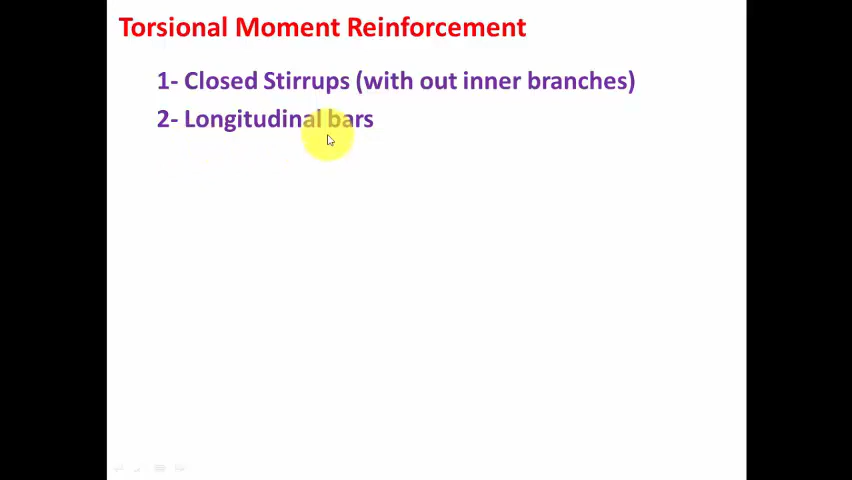 Torsional Moment Reinforcement
1- Closed Stirrups (with out inner branches)
2- Longitudinal bars